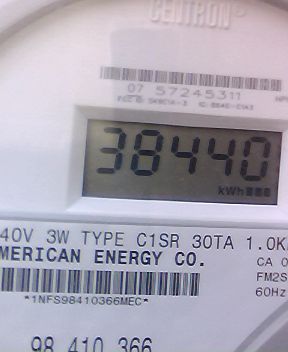 CENTRON®
07 57245311
38440
kWh
40V 3W TYPE C1SR 30TA 1.0K
MERICAN ENERGY CO.
CA 0
FM2S
60Hz
*1NFS98410366MEC*
98 410 366